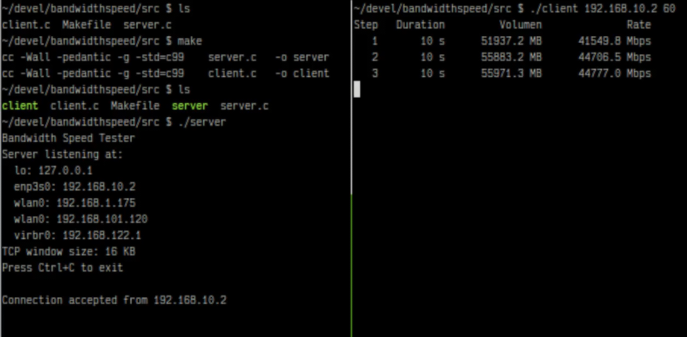 ~/devel/bandwidthspeed/src $ ls
client.c  Makefile  server.c
~/devel/bandwidthspeed/src $ make
cc -Wall -pedantic -g -std=c99    server.c   -o server
cc -Wall -pedantic -g -std=c99    client.c   -o client
~/devel/bandwidthspeed/src $ ls
client  client.c  Makefile  server  server.c
~/devel/bandwidthspeed/src $ ./server
Bandwidth Speed Tester
Server listening at:
  lo: 127.0.0.1
  enp3s0: 192.168.10.2
  wlan0: 192.168.1.175
  wlan0: 192.168.101.120
  virbr0: 192.168.122.1
TCP window size: 16 KB
Press Ctrl+C to exit
Connection accepted from 192.168.10.2
~/devel/bandwidthspeed/src $ ./client 192.168.10.2 60
Step   Duration        Volumen            Rate
   1       10 s     51937.2 MB    41549.8 Mbps
   2       10 s     55883.2 MB    44706.5 Mbps
   3       10 s     55971.3 MB    44777.0 Mbps